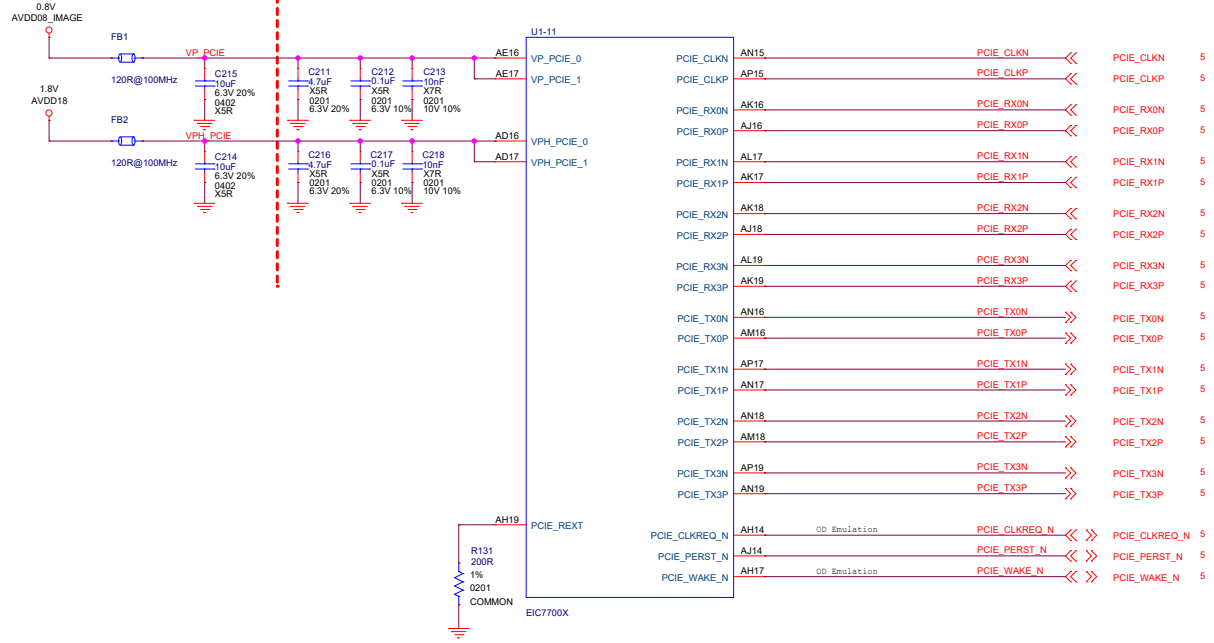 0.8V
AVDD08_IMAGE
FB1
120R@100MHz
VP_PCIE
C215
10uF
6.3V 20%
0402
X5R
C211
4.7uF
X5R
0201
6.3V 20%
C212
0.1uF
X5R
0201
6.3V 10%
C213
10nF
X7R
0201
10V 10%
1.8V
AVDD18
FB2
120R@100MHz
VPH_PCIE
C214
10uF
6.3V 20%
0402
X5R
C216
4.7uF
X5R
0201
6.3V 20%
C217
0.1uF
X5R
0201
6.3V 10%
C218
10nF
X7R
0201
10V 10%
U1-11
AE16 VP_PCIE_0
AE17 VP_PCIE_1
AD16 VPH_PCIE_0
AD17 VPH_PCIE_1
AH19 PCIE_REXT
R131
200R
1%
0201
COMMON
PCIE_CLKN AN15 PCIE_CLKN PCIE_CLKN 5
PCIE_CLKP AP15 PCIE_CLKP PCIE_CLKP 5
PCIE_RX0N AK16 PCIE_RX0N PCIE_RX0N 5
PCIE_RX0P AJ16 PCIE_RX0P PCIE_RX0P 5
PCIE_RX1N AL17 PCIE_RX1N PCIE_RX1N 5
PCIE_RX1P AK17 PCIE_RX1P PCIE_RX1P 5
PCIE_RX2N AK18 PCIE_RX2N PCIE_RX2N 5
PCIE_RX2P AJ18 PCIE_RX2P PCIE_RX2P 5
PCIE_RX3N AL19 PCIE_RX3N PCIE_RX3N 5
PCIE_RX3P AK19 PCIE_RX3P PCIE_RX3P 5
PCIE_TX0N AN16 PCIE_TX0N PCIE_TX0N 5
PCIE_TX0P AM16 PCIE_TX0P PCIE_TX0P 5
PCIE_TX1N AP17 PCIE_TX1N PCIE_TX1N 5
PCIE_TX1P AN17 PCIE_TX1P PCIE_TX1P 5
PCIE_TX2N AN18 PCIE_TX2N PCIE_TX2N 5
PCIE_TX2P AM18 PCIE_TX2P PCIE_TX2P 5
PCIE_TX3N AP19 PCIE_TX3N PCIE_TX3N 5
PCIE_TX3P AN19 PCIE_TX3P PCIE_TX3P 5
PCIE_CLKREQ_N AH14 OD Emulation PCIE_CLKREQ_N PCIE_CLKREQ_N 5
PCIE_PERST_N AJ14 PCIE_PERST_N PCIE_PERST_N 5
PCIE_WAKE_N AH17 OD Emulation PCIE_WAKE_N PCIE_WAKE_N 5
EIC7700X